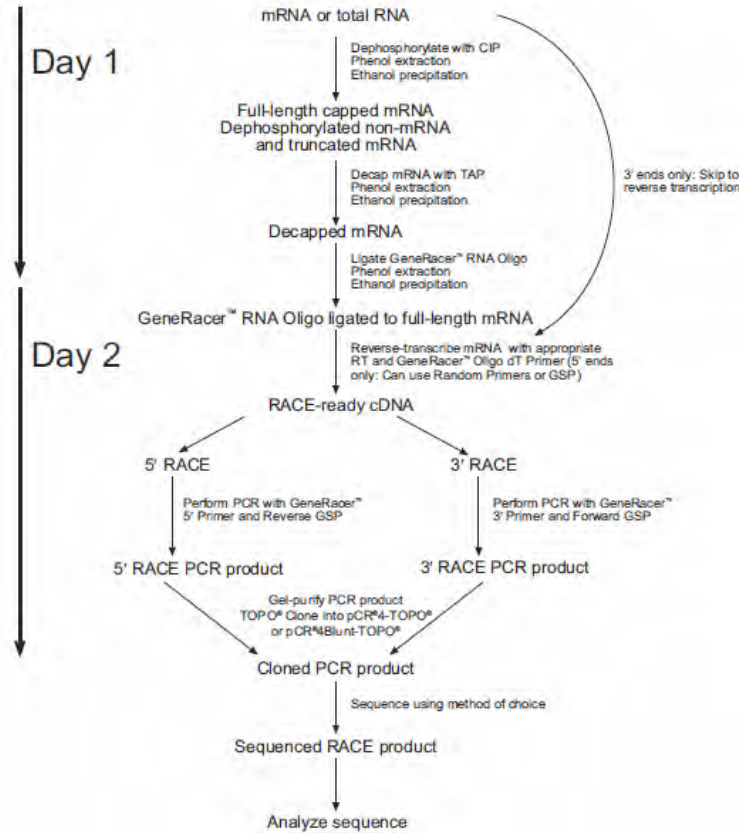 mRNA or total RNA
Day 1
Dephosphorylate with CIP
Phenol extraction
Ethanol precipitation
Full-length capped mRNA
Dephosphorylated non-mRNA
and truncated mRNA
3' ends only: Skip to
reverse transcription
Decap mRNA with TAP
Phenol extraction
Ethanol precipitation
Decapped mRNA
Ligate GeneRacer™ RNA Oligo
Phenol extraction
Ethanol precipitation
GeneRacer™ RNA Oligo ligated to full-length mRNA
Day 2
Reverse-transcribe mRNA with appropriate
RT and GeneRacer™ Oligo dT Primer (5' ends
only: Can use Random Primers or GSP)
RACE-ready cDNA
5' RACE
3' RACE
Perform PCR with GeneRacer™
5' Primer and Reverse GSP
Perform PCR with GeneRacer™
3' Primer and Forward GSP
5' RACE PCR product
3' RACE PCR product
Gel-purify PCR product
TOPO® Clone into pCR®4-TOPO®
or pCR®4Blunt-TOPO®
Cloned PCR product
Sequence using method of choice
Sequenced RACE product
Analyze sequence